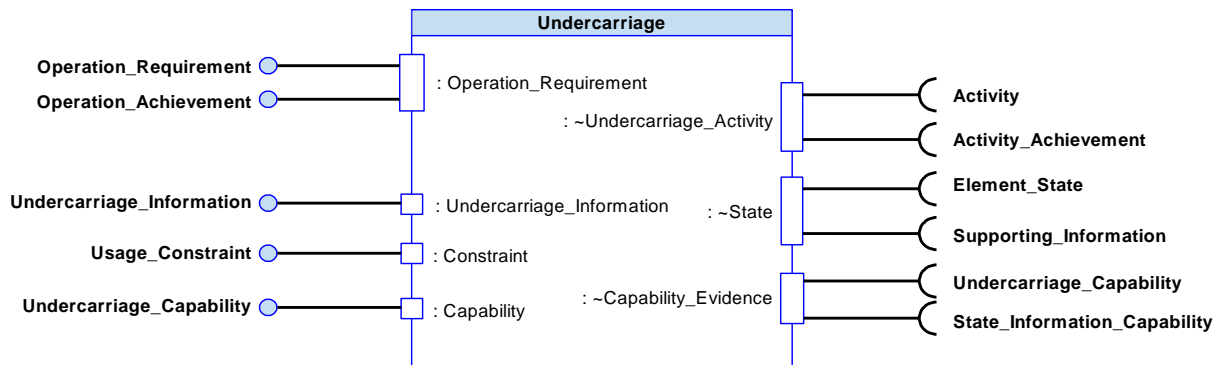 Undercarriage
Operation_Requirement
Operation_Achievement
: Operation_Requirement
: ~Undercarriage_Activity
Activity
Activity_Achievement
Undercarriage_Information
: Undercarriage_Information
: ~State
Element_State
Supporting_Information
Usage_Constraint
: Constraint
Undercarriage_Capability
: Capability
: ~Capability_Evidence
Undercarriage_Capability
State_Information_Capability